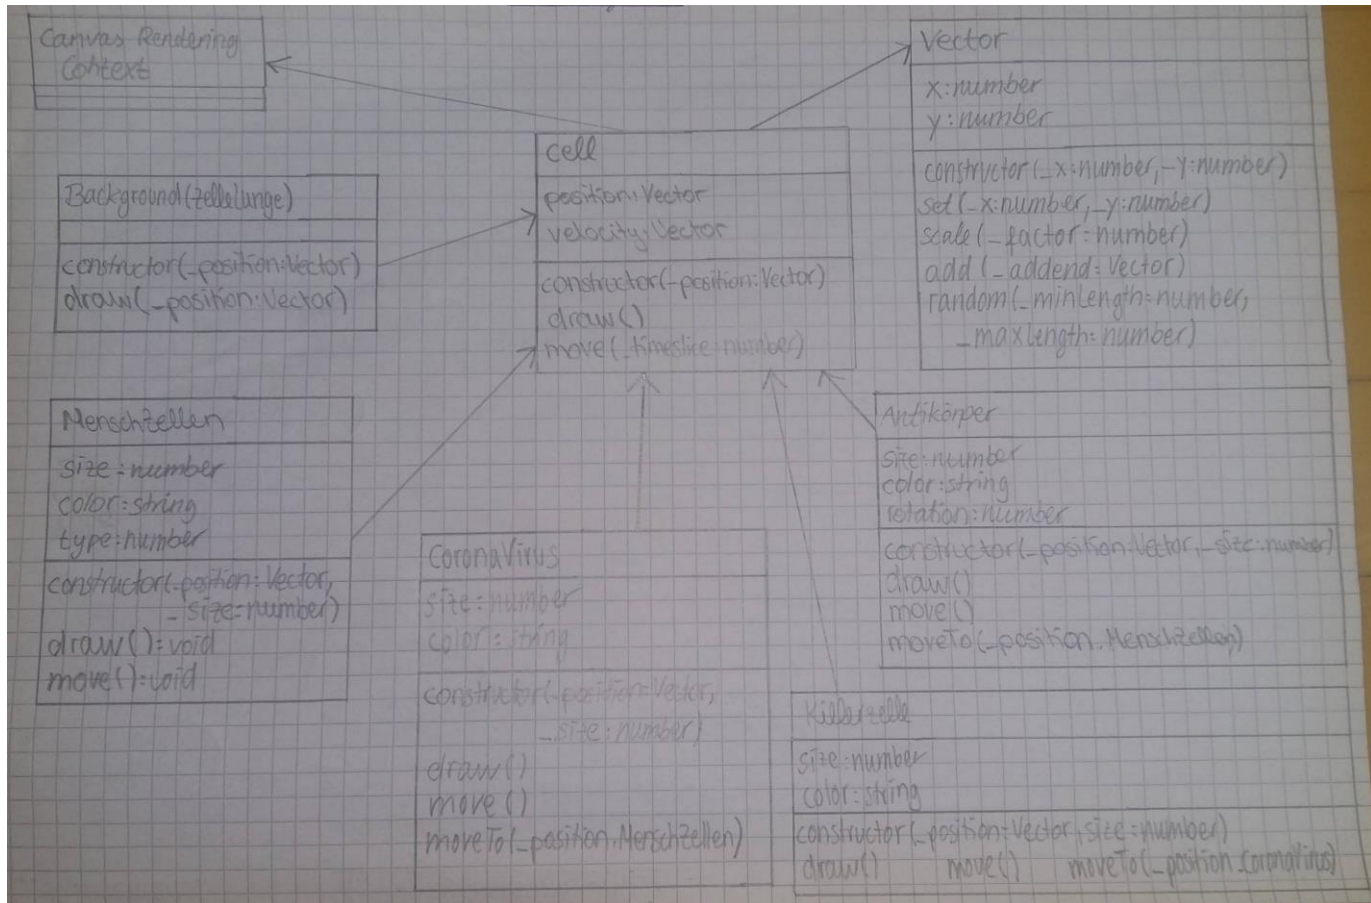 Canvas Rendering
Context
Vector
x:number
y:number
constructor(_x:number,_y:number)
set(_x:number,_y:number)
scale(_factor:number)
add(_addend:Vector)
random(_minLength:number,
_maxLength:number)
cell
position:Vector
velocity:Vector
constructor(_position:Vector)
draw()
move(_timeslice:number)
Background(zellelunge)
constructor(_position:Vector)
draw(_position:Vector)
Menschzellen
size:number
color:string
type:number
constructor(_position:Vector,
_size:number)
draw():void
move():void
CoronaVirus
size:number
color:string
constructor(_position:Vector,
_size:number)
draw()
move()
moveTo(_position.Menschzellen)
Antikörper
size:number
color:string
rotation:number
constructor(_position:Vector,_size:number)
draw()
move()
moveTo(_position.Menschzellen)
Killerzelle
size:number
color:string
constructor(_position:Vector,size:number)
draw() move() moveTo(_position.CoronaVirus)